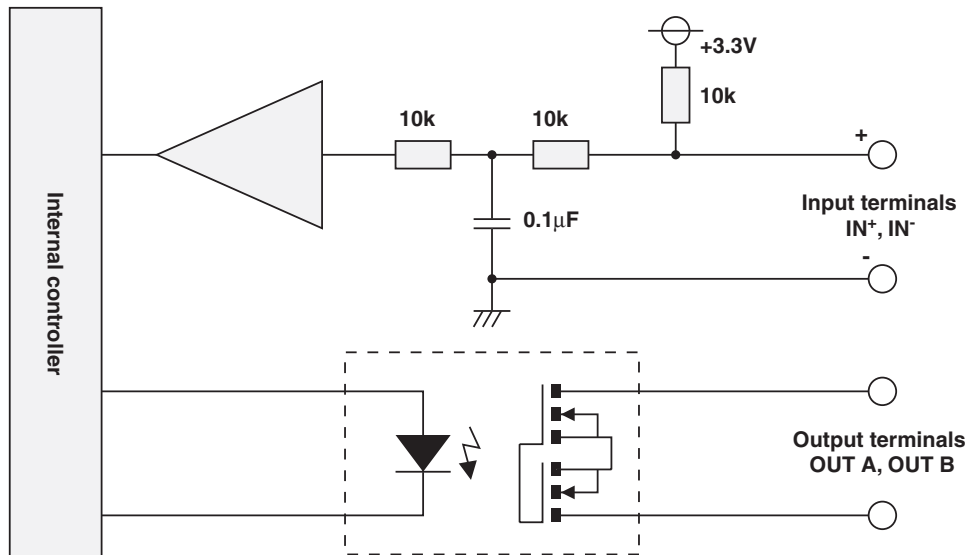 +3.3V
10k
10k
10k
+
0.1μF
Input terminals
IN⁺, IN⁻
-
Internal controller
Output terminals
OUT A, OUT B